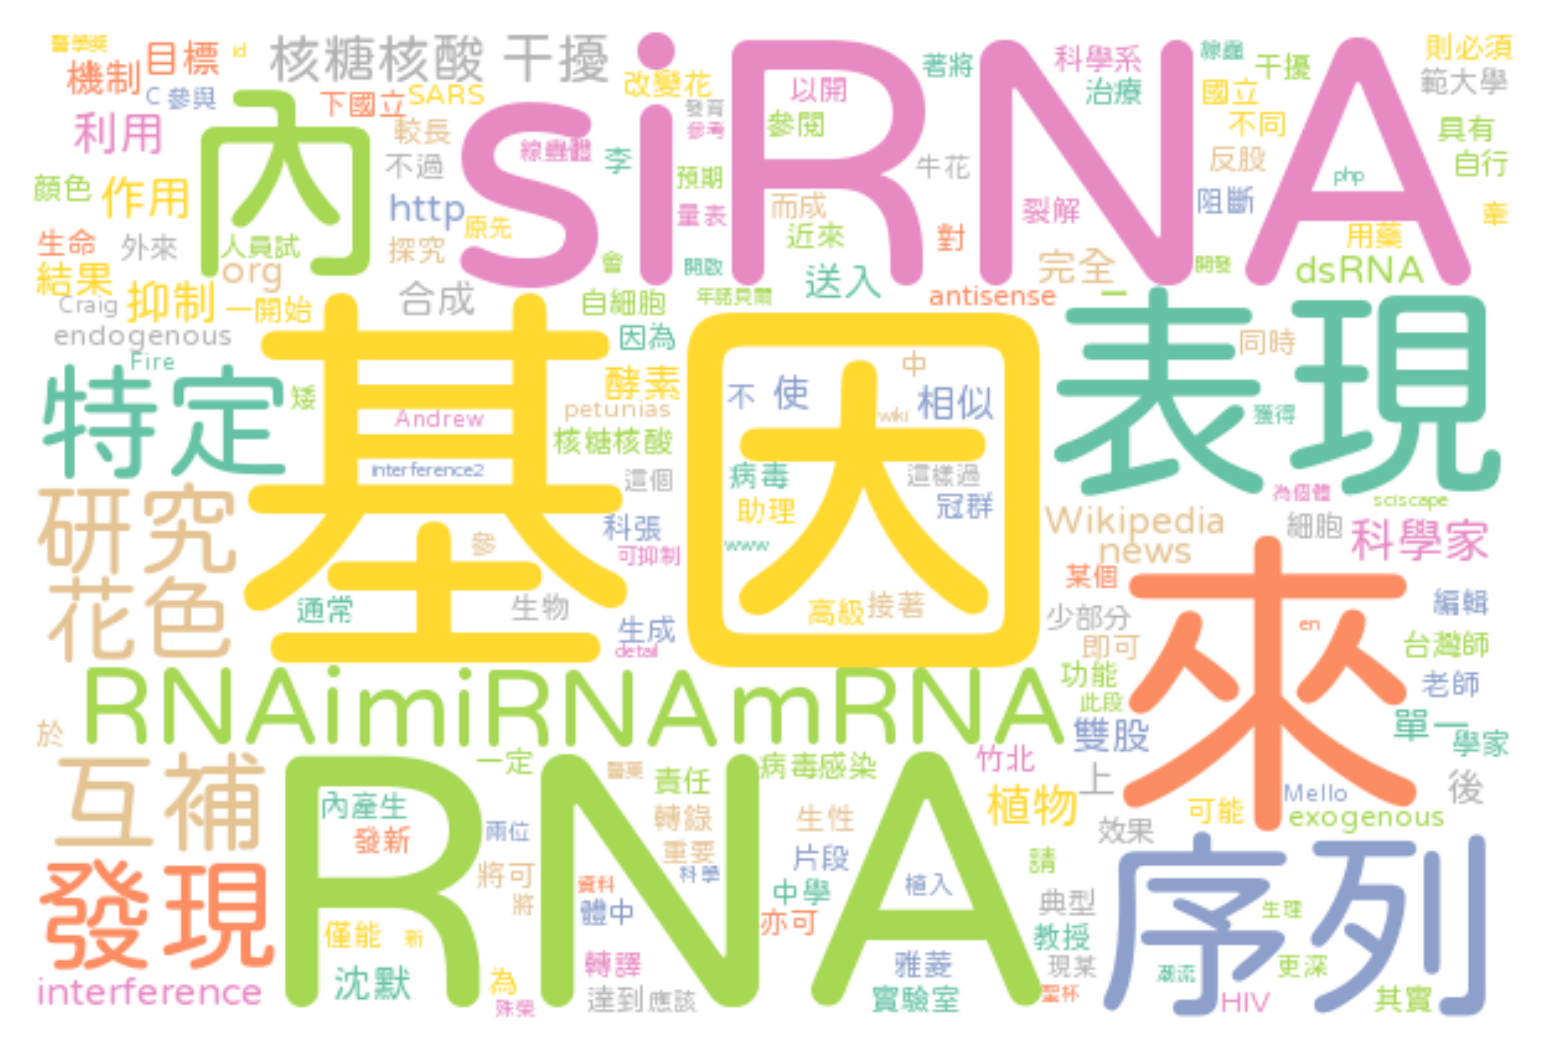 醫學獎
機制
目標
id
C
參與
利用
核糖核酸
干擾
下國立
SARS
較長
不過
內
siRNA
改變花
發育
參考
以開
參閱
著將
科學系
治療
線蟲
干擾
國立
不同
反股
則必須
範大學
具有
自行
php
牽
顏色
作用
生命
外來
人員試
http
原先
探究
線蟲體
李
預期
量表
而成
近來
牛花
對
裂解
阻斷
用藥
結果
org
Craig
抑制
一開始
合成
會
開啟
自細胞
年諾貝爾
送入
antisense
完全
一
開發
dsRNA
endogenous
Fire
因為
特定
矮
基因
Andrew
interference2
酵素
petunias
核糖核酸
這個
不
使
中
wiki
相似
病毒
這樣過
助理
冠群
www
表現
同時
獲得
為個體
sciscape
研究
花色
參
通常
生物
科張
可抑制
生成
detail
高級
接著
Wikipedia
news
細胞
科學家
某個
少部分
即可
來
en
編輯
台灣師
老師
於
RNAi
miRNA
mRNA
功能
此段
雙股
單一
學家
互補
RNA
一定
醫藥
責任
病毒感染
竹北
上
植物
可能
Mello
後
exogenous
效果
內產生
發新
兩位
將可
將
轉錄
重要
科學
生性
片段
請
發現
資料
體中
中學
亦可
植入
典型
教授
現某
序列
生理
僅能
新
沈默
為
轉譯
雅菱
潮流
更深
interference
殊榮
達到
應該
實驗室
聖杯
HIV
其實